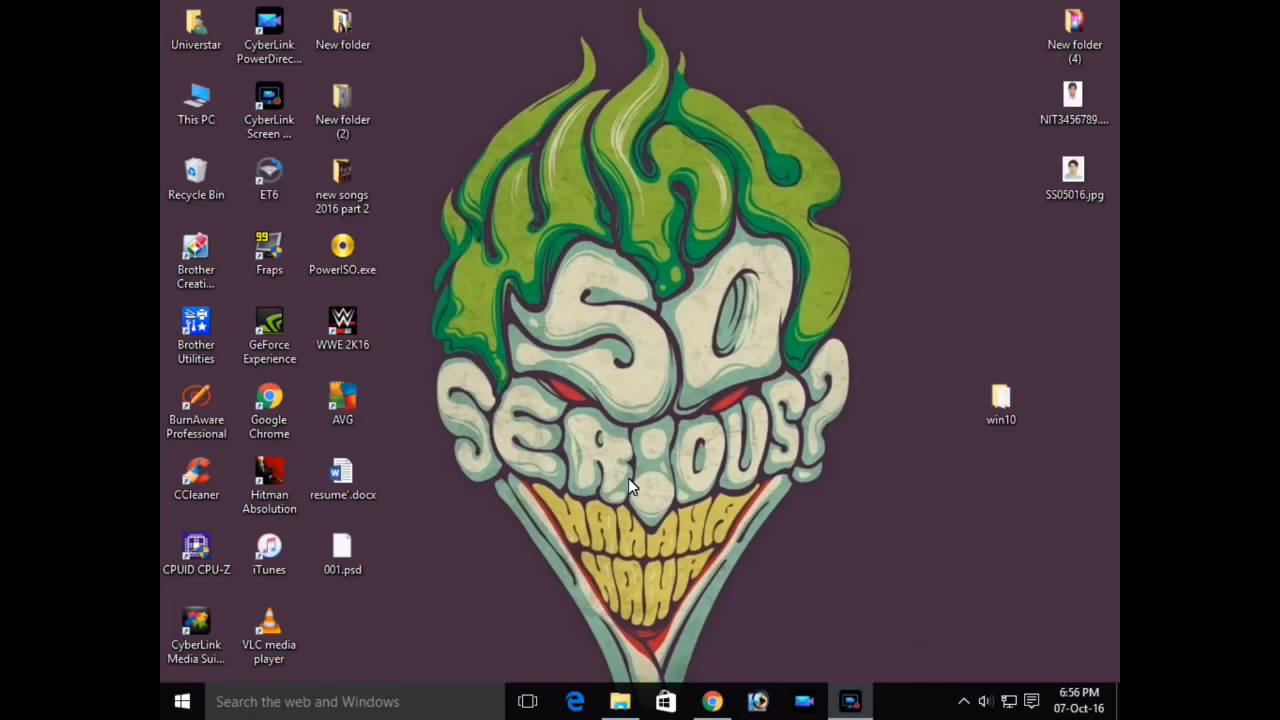 Universtar
CyberLink
PowerDirec...
New folder
New folder
(4)
This PC
CyberLink
Screen ...
New folder
(2)
NIT3456789....
Recycle Bin
ET6
new songs
2016 part 2
SS05016.jpg
Brother
Creati...
99
Fraps
PowerISO.exe
Brother
Utilities
GeForce
Experience
WWE 2K16
BurnAware
Professional
Google
Chrome
AVG
win10
CCleaner
Hitman
Absolution
resume'.docx
CPUID CPU-Z
iTunes
001.psd
CyberLink
Media Sui...
VLC media
player
WHY
SO
SERIOUS?
HAHAHAHA
HAHA
Search the web and Windows
6:56 PM
07-Oct-16